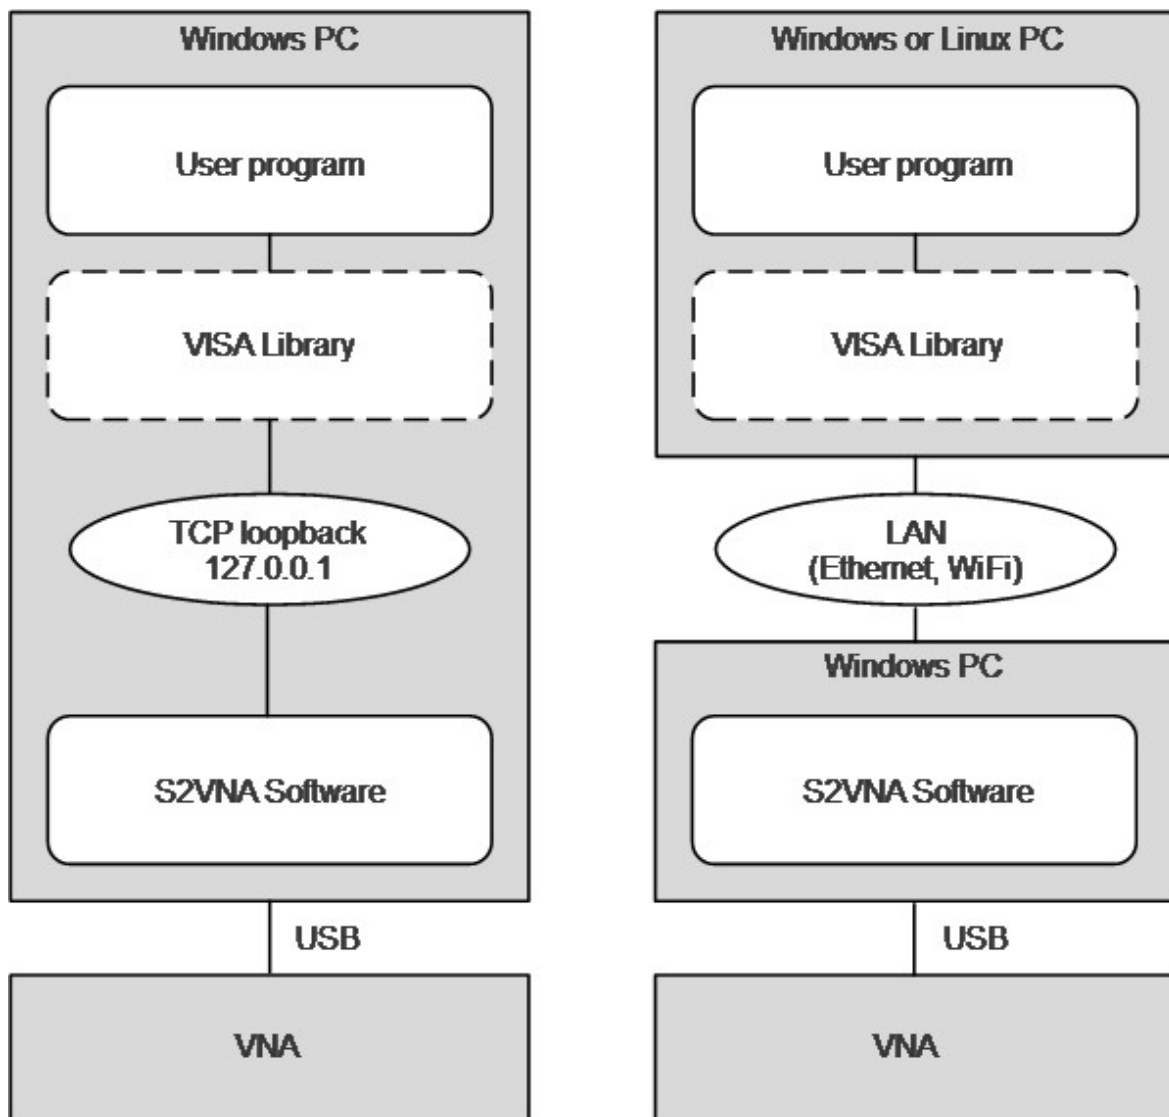 Windows PC
User program
VISA Library
TCP loopback
127.0.0.1
S2VNA Software
USB
VNA
Windows or Linux PC
User program
VISA Library
LAN
(Ethernet, WiFi)
Windows PC
S2VNA Software
USB
VNA